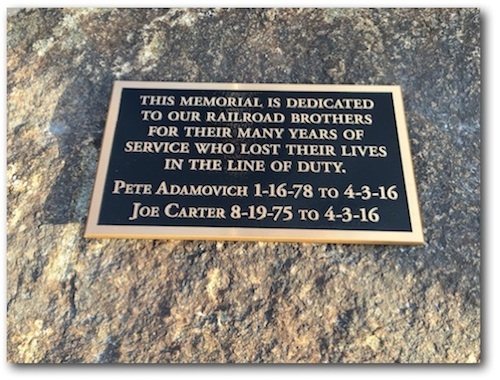 THIS MEMORIAL IS DEDICATED
TO OUR RAILROAD BROTHERS
FOR THEIR MANY YEARS OF
SERVICE WHO LOST THEIR LIVES
IN THE LINE OF DUTY.
PETE ADAMOVICH 1-16-78 TO 4-3-16
JOE CARTER 8-19-75 TO 4-3-16